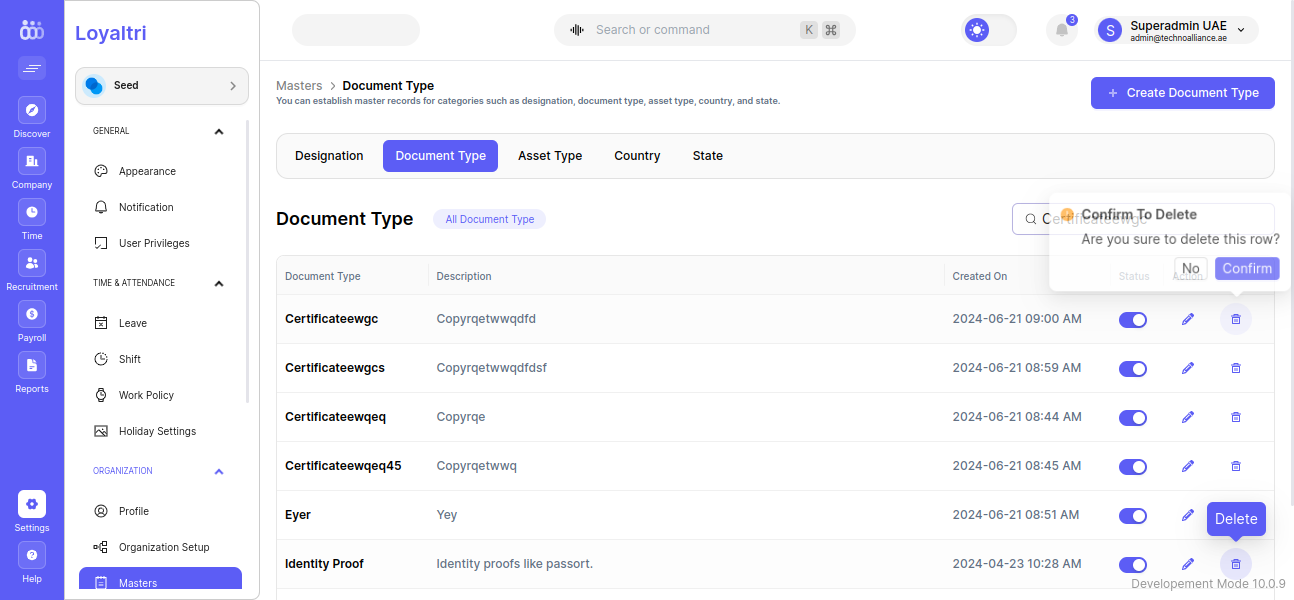 Loyaltri
Search or command
K ⌘
3
S
Superadmin UAE
admin@technoalliance.ae
Discover
Company
Time
Recruitment
Payroll
Reports
Settings
Help
Seed
GENERAL
Appearance
Notification
User Privileges
TIME & ATTENDANCE
Leave
Shift
Work Policy
Holiday Settings
ORGANIZATION
Profile
Organization Setup
Masters
Masters > Document Type
You can establish master records for categories such as designation, document type, asset type, country, and state.
+ Create Document Type
Designation Document Type Asset Type Country State
Document Type
All Document Type
Certificateewgc
Confirm To Delete
Are you sure to delete this row?
No Confirm
Document Type Description Created On Status Action
Certificateewgc Copyrqetwwqdfd 2024-06-21 09:00 AM
Certificateewgcs Copyrqetwwqdfdsf 2024-06-21 08:59 AM
Certificateewqeq Copyrqe 2024-06-21 08:44 AM
Certificateewqeq45 Copyrqetwwq 2024-06-21 08:45 AM
Eyer Yey 2024-06-21 08:51 AM
Delete
Identity Proof Identity proofs like passort. 2024-04-23 10:28 AM
Developement Mode 10.0.9